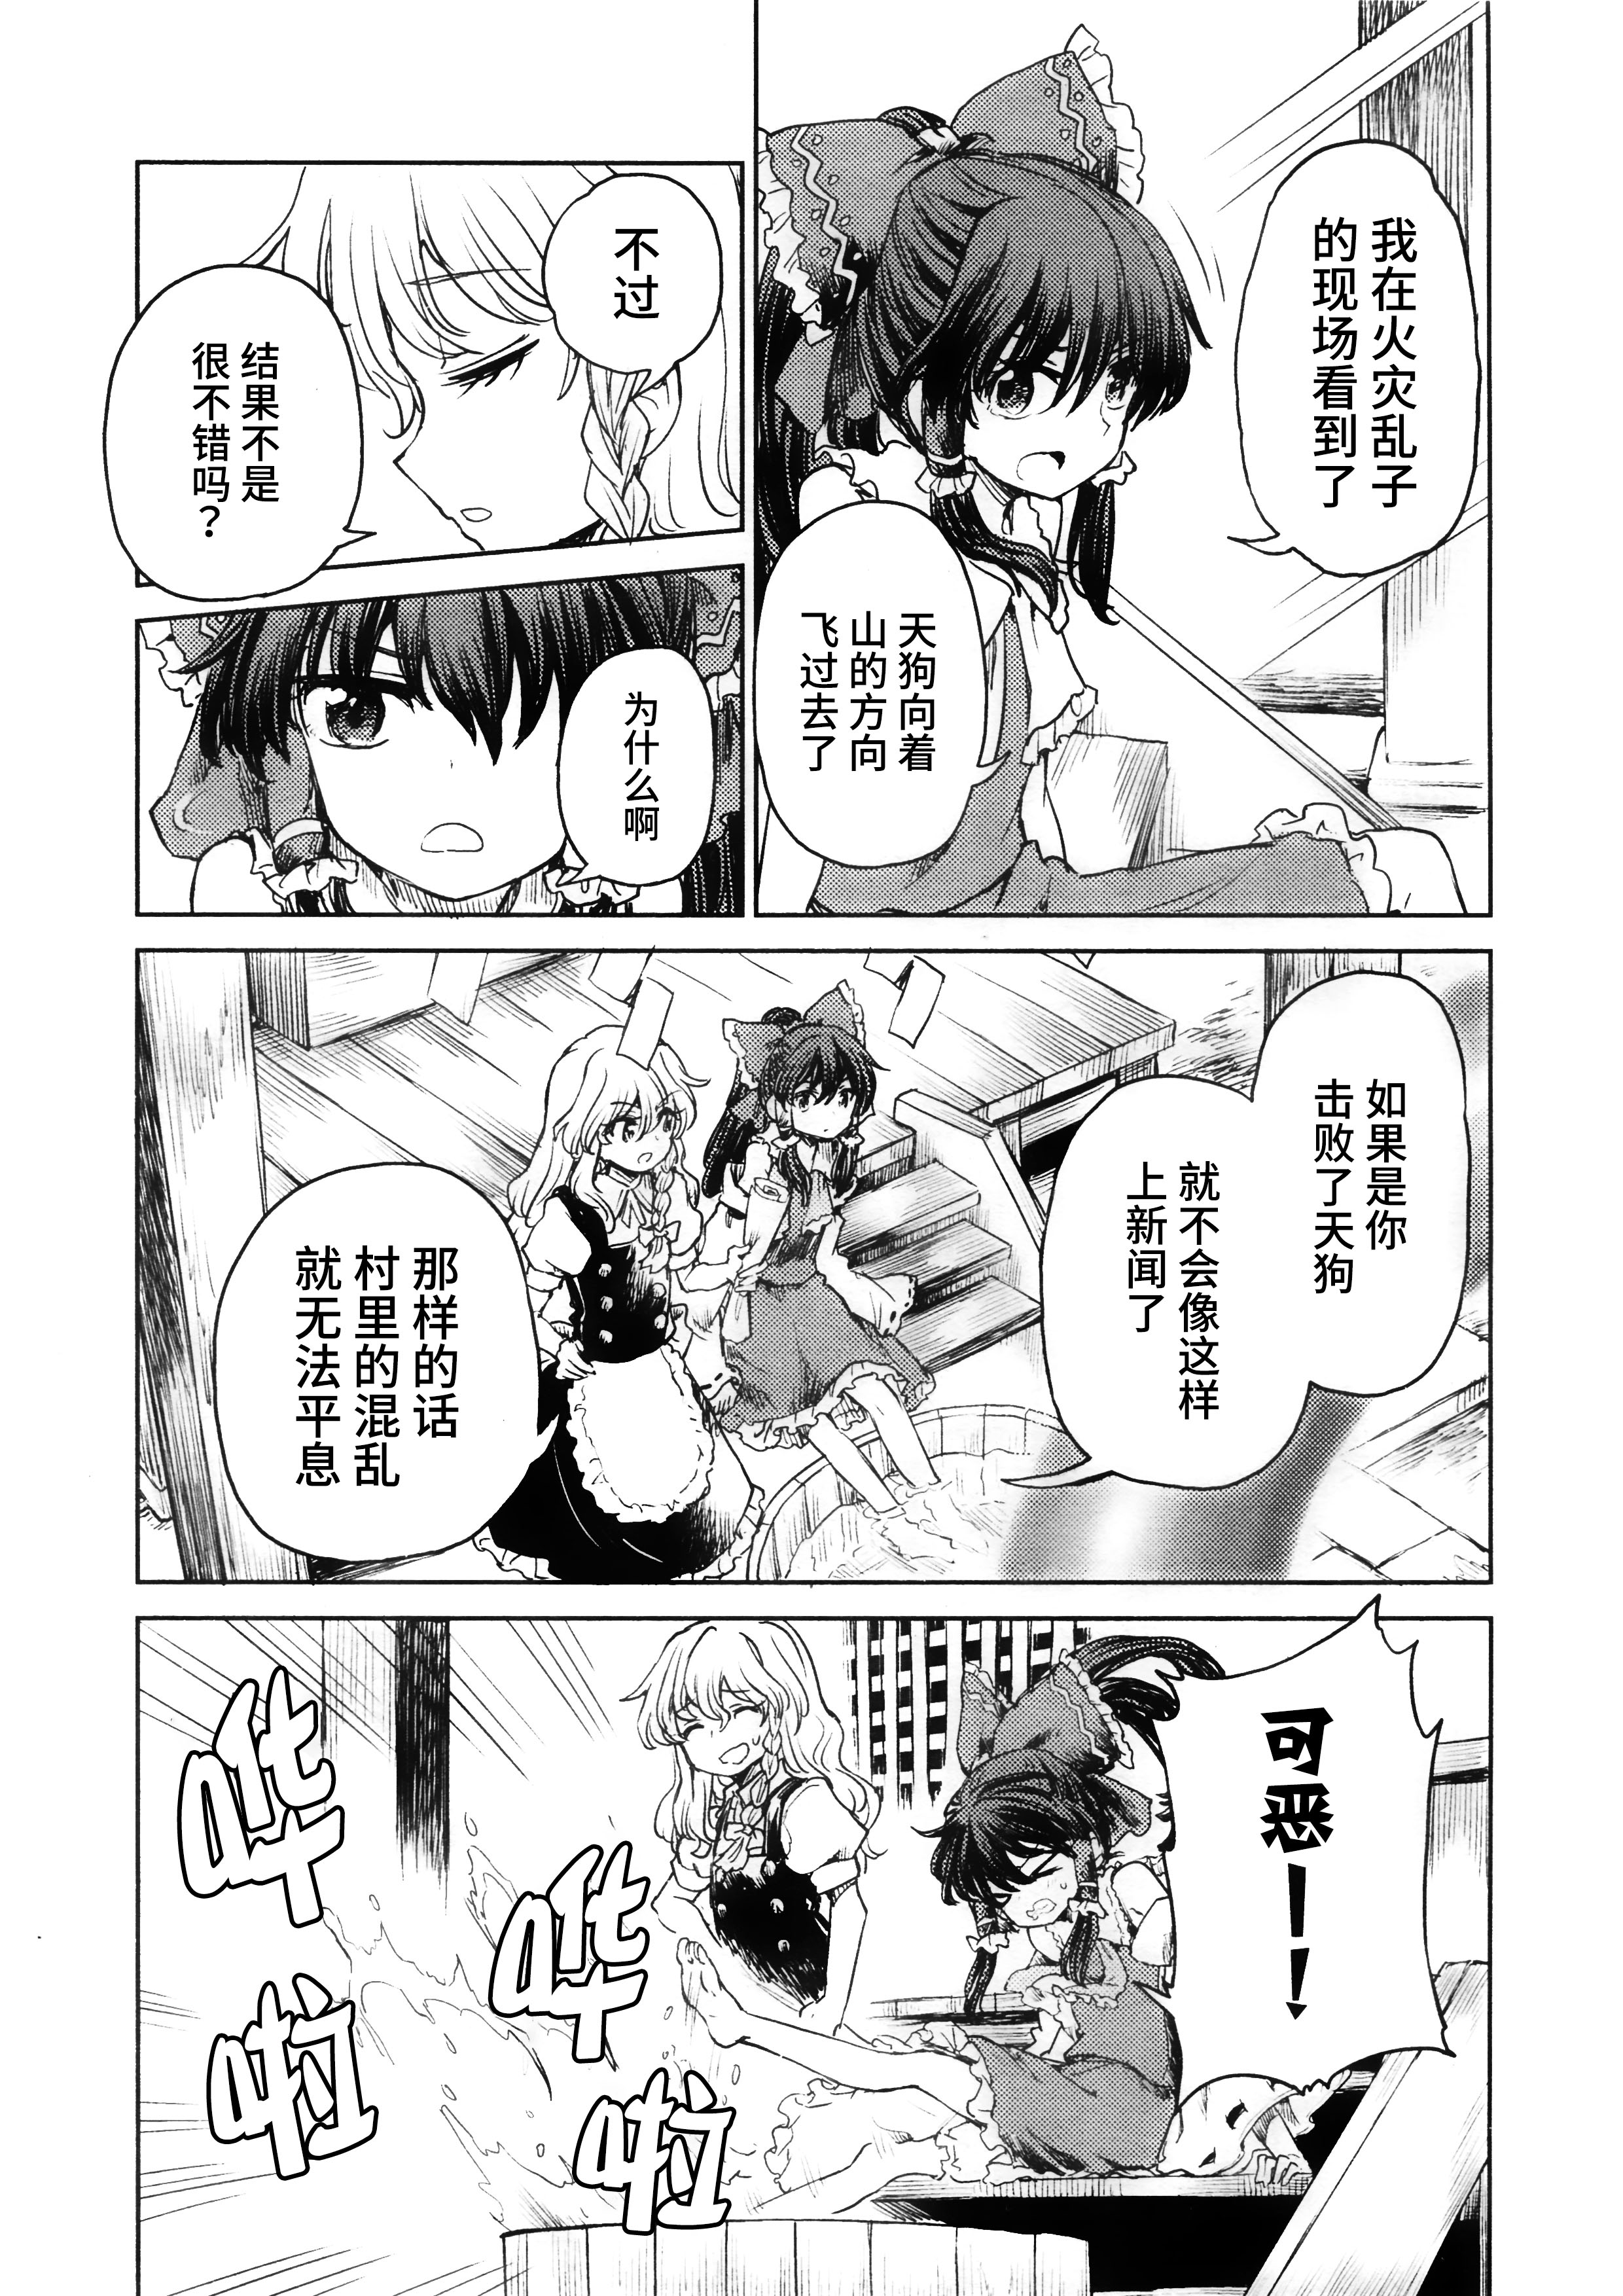 我在火灾乱子
的现场看到了
天狗向着
山的方向
飞过去了
不过
结果不是
很不错吗？
为什么啊
如果是你
击败了天狗
就不会像这样
上新闻了
那样的话
村里的混乱
就无法平息
可恶——！
哗
啦
哗
啦